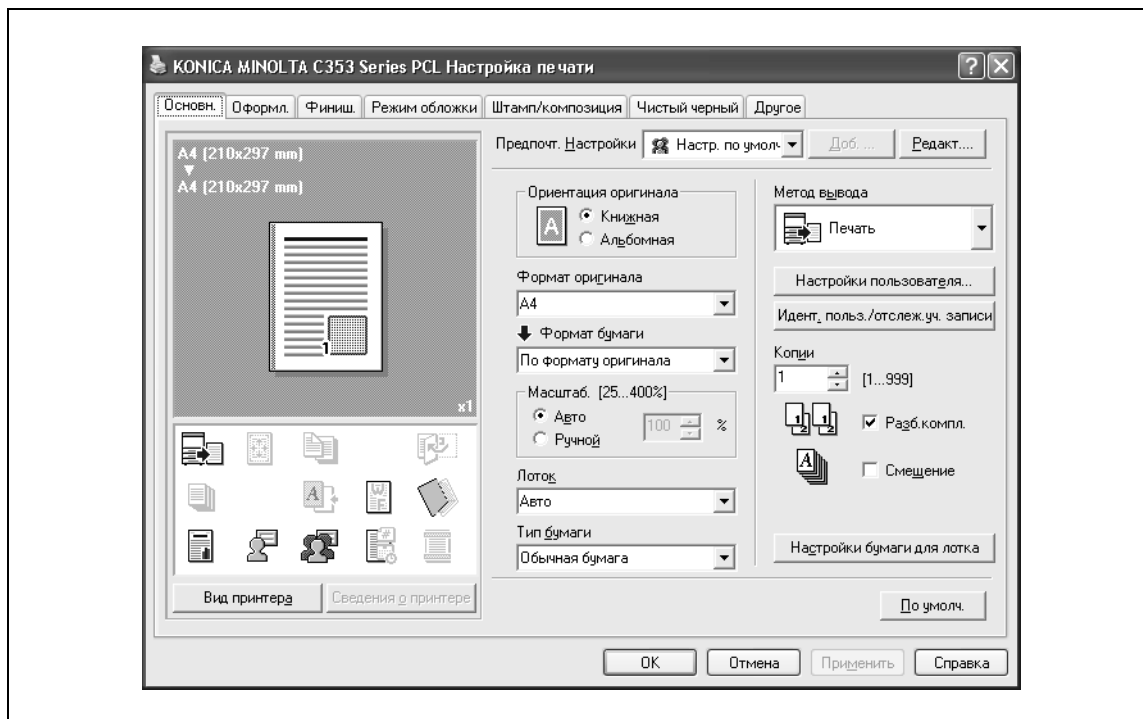 KONICA MINOLTA C353 Series PCL Настройка печати
Основн. Оформл. Финиш. Режим обложки Штамп/композиция Чистый черный Другое
A4 (210x297 mm)
A4 (210x297 mm)
x1
Вид принтера Сведения о принтере
Предпочт. Настройки Настр. по умолч Доб. ... Редакт....
Ориентация оригинала
Книжная
Альбомная
Формат оригинала
A4
Формат бумаги
По формату оригинала
Масштаб. [25...400%]
Авто
Ручной
100 %
Лоток
Авто
Тип бумаги
Обычная бумага
Метод вывода
Печать
Настройки пользователя...
Идент. польз./отслеж.уч. записи
Копии
1 [1...999]
Разб.компл.
Смещение
Настройки бумаги для лотка
По умолч.
OK Отмена Применить Справка